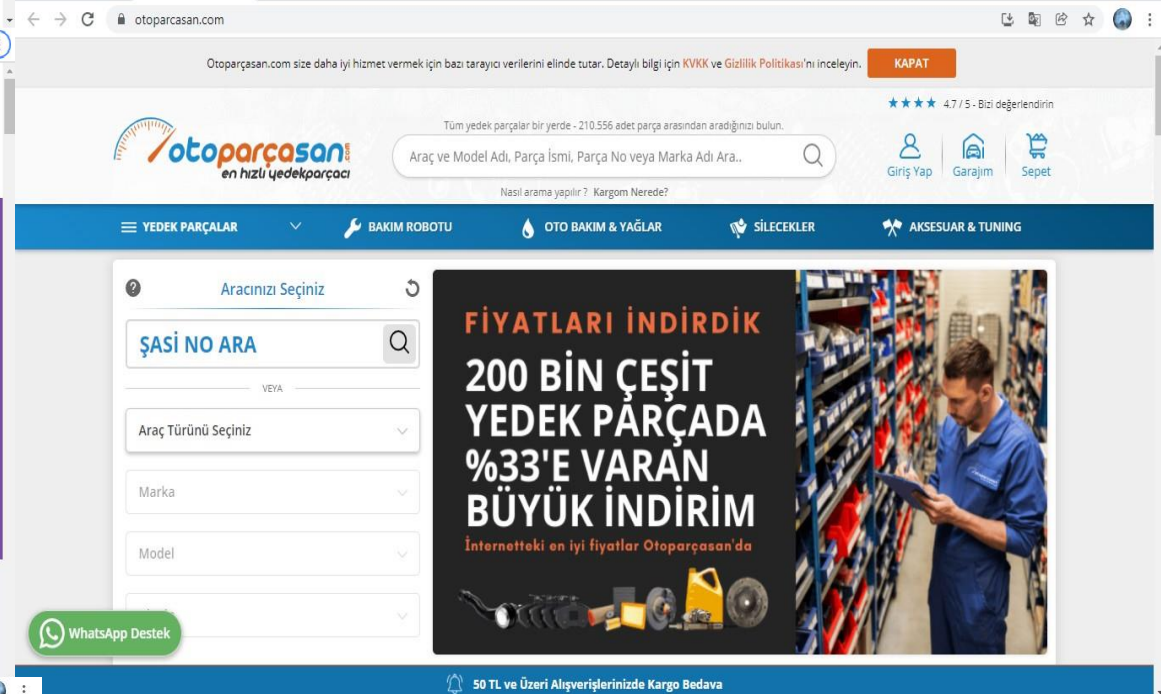 otoparcasan.com
Otoparçasan.com size daha iyi hizmet vermek için bazı tarayıcı verilerini elinde tutar. Detaylı bilgi için KVKK ve Gizlilik Politikası'nı inceleyin.
KAPAT
4.7 / 5 - Bizi değerlendirin
Tüm yedek parçalar bir yerde - 210.556 adet parça arasından aradığınızı bulun.
otoparçasan
en hızlı yedekparçacı
Araç ve Model Adı, Parça İsmi, Parça No veya Marka Adı Ara..
Giriş Yap
Garajım
Sepet
Nasıl arama yapılır ? Kargom Nerede?
YEDEK PARÇALAR
BAKIM ROBOTU
OTO BAKIM & YAĞLAR
SİLECEKLER
AKSESUAR & TUNING
Aracınızı Seçiniz
ŞASİ NO ARA
VEYA
Araç Türünü Seçiniz
Marka
Model
FİYATLARI İNDİRDİK
200 BİN ÇEŞİT
YEDEK PARÇADA
%33'E VARAN
BÜYÜK İNDİRİM
İnternetteki en iyi fiyatlar Otoparçasan'da
WhatsApp Destek
50 TL ve Üzeri Alışverişlerinizde Kargo Bedava